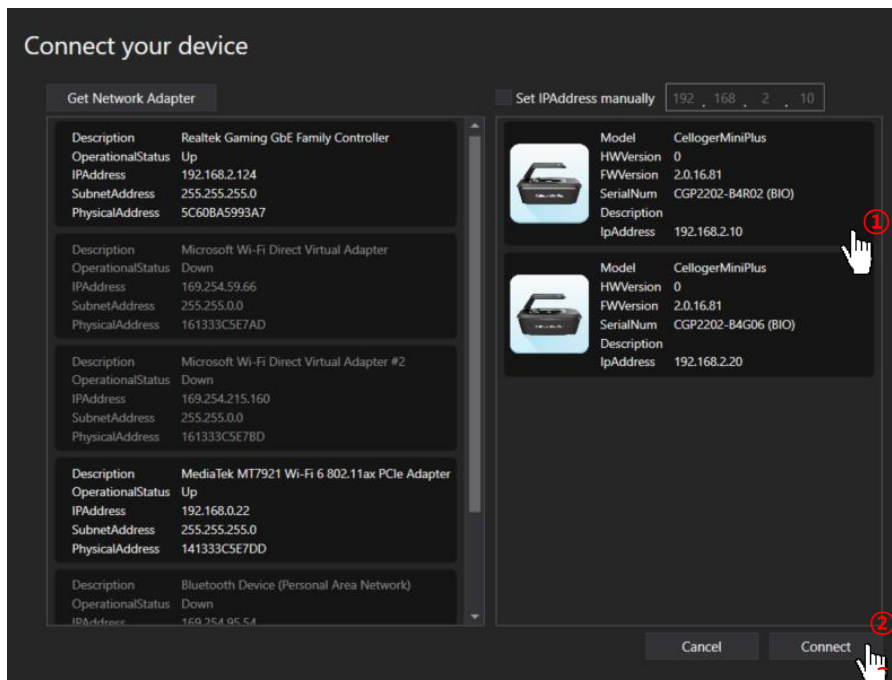 Connect your device
Get Network Adapter
Description Realtek Gaming GbE Family Controller
OperationalStatus Up
IPAddress 192.168.2.124
SubnetAddress 255.255.255.0
PhysicalAddress 5C60BA5993A7
Description Microsoft Wi-Fi Direct Virtual Adapter
OperationalStatus Down
IPAddress 169.254.59.66
SubnetAddress 255.255.0.0
PhysicalAddress 161333C5E7AD
Description Microsoft Wi-Fi Direct Virtual Adapter #2
OperationalStatus Down
IPAddress 169.254.215.160
SubnetAddress 255.255.0.0
PhysicalAddress 161333C5E7BD
Description MediaTek MT7921 Wi-Fi 6 802.11ax PCIe Adapter
OperationalStatus Up
IPAddress 192.168.0.22
SubnetAddress 255.255.255.0
PhysicalAddress 141333C5E7DD
Description Bluetooth Device (Personal Area Network)
OperationalStatus Down
IPAddress 169.254.95.54
Set IPAddress manually 192 . 168 . 2 . 10
Model CellogerMiniPlus
HWVersion 0
FWVersion 2.0.16.81
SerialNum CGP2202-B4R02 (BIO)
Description
IpAddress 192.168.2.10
①
Model CellogerMiniPlus
HWVersion 0
FWVersion 2.0.16.81
SerialNum CGP2202-B4G06 (BIO)
Description
IpAddress 192.168.2.20
②
Cancel Connect